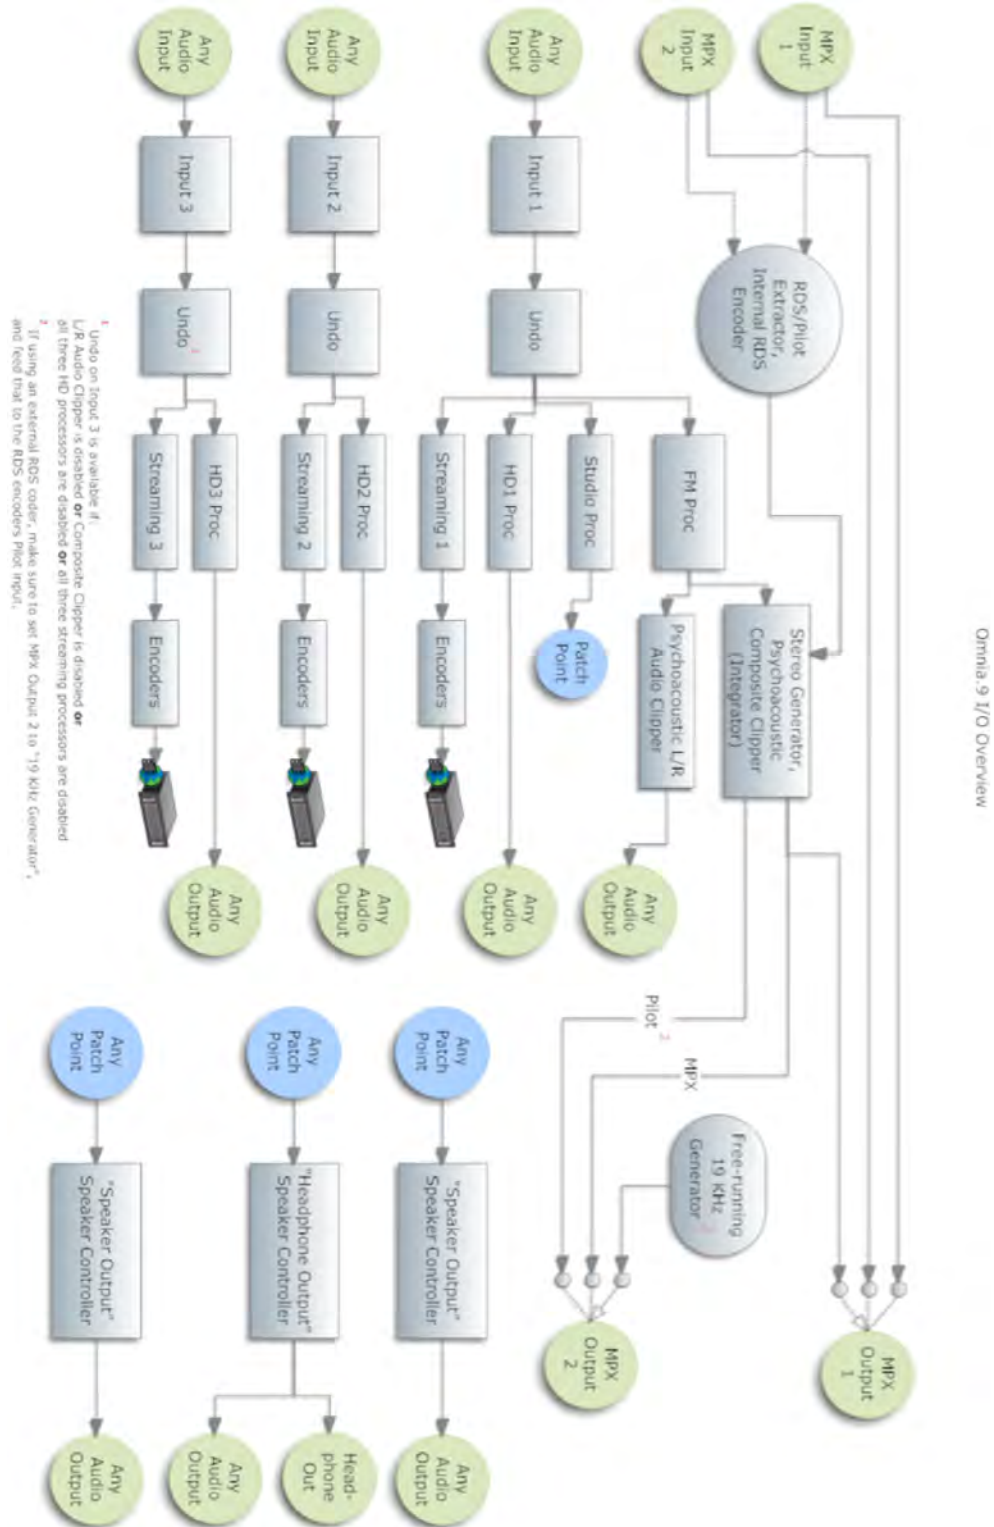 Omnia.9 I/O Overview
MPX
Input
1
MPX
Input
2
RDS/Pilot
Extractor,
Internal RDS
Encoder
Stereo Generator,
Psychoacoustic
Composite Clipper
(Integrator)
Pilot 2
MPX
Free-running
19 KHz
Generator 2
MPX
Output
1
MPX
Output
2
Any
Audio
Input
Input 1
Undo
FM Proc
Psychoacoustic L/R
Audio Clipper
Any
Audio
Output
Studio Proc
Patch
Point
HD1 Proc
Any
Audio
Output
Streaming 1
Encoders
Any
Audio
Input
Input 2
Undo
HD2 Proc
Any
Audio
Output
Streaming 2
Encoders
Any
Audio
Input
Input 3
Undo 1
HD3 Proc
Any
Audio
Output
Streaming 3
Encoders
Any
Patch
Point
"Speaker Output"
Speaker Controller
Any
Audio
Output
Any
Patch
Point
"Headphone Output"
Speaker Controller
Head-
phone
Out
Any
Audio
Output
Any
Patch
Point
"Speaker Output"
Speaker Controller
Any
Audio
Output
1 Undo on Input 3 is available if:
L/R Audio Clipper is disabled or Composite Clipper is disabled or
all three HD processors are disabled or all three streaming processors are disabled
2 If using an external RDS coder, make sure to set MPX Output 2 to "19 KHz Generator",
and feed that to the RDS encoders Pilot input.